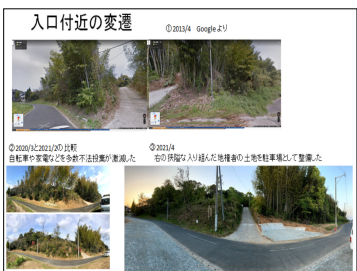 入口付近の変遷
①2013/4 Googleより
②2020/3と2021/2の比較
自転車や家電などを多数不法投棄が激減した
③2021/4
右の狭隘な入り組んだ地権者の土地を駐車場として整備した